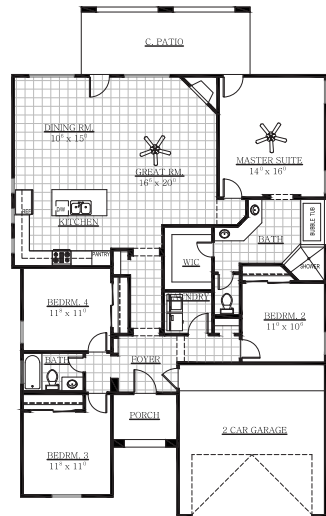 C. PATIO
DINING RM.
10⁰ x 15⁰
GREAT RM.
16⁰ x 20⁰
MASTER SUITE
14⁰ x 16⁰
REF.
D/W
KITCHEN
PANTRY
BATH
BUBBLE TUB
SHOWER
WIC
LAUNDRY
BEDRM. 4
11⁰ x 11⁰
BEDRM. 2
11⁰ x 10⁶
BATH
FOYER
PORCH
2 CAR GARAGE
BEDRM. 3
11⁰ x 11⁰